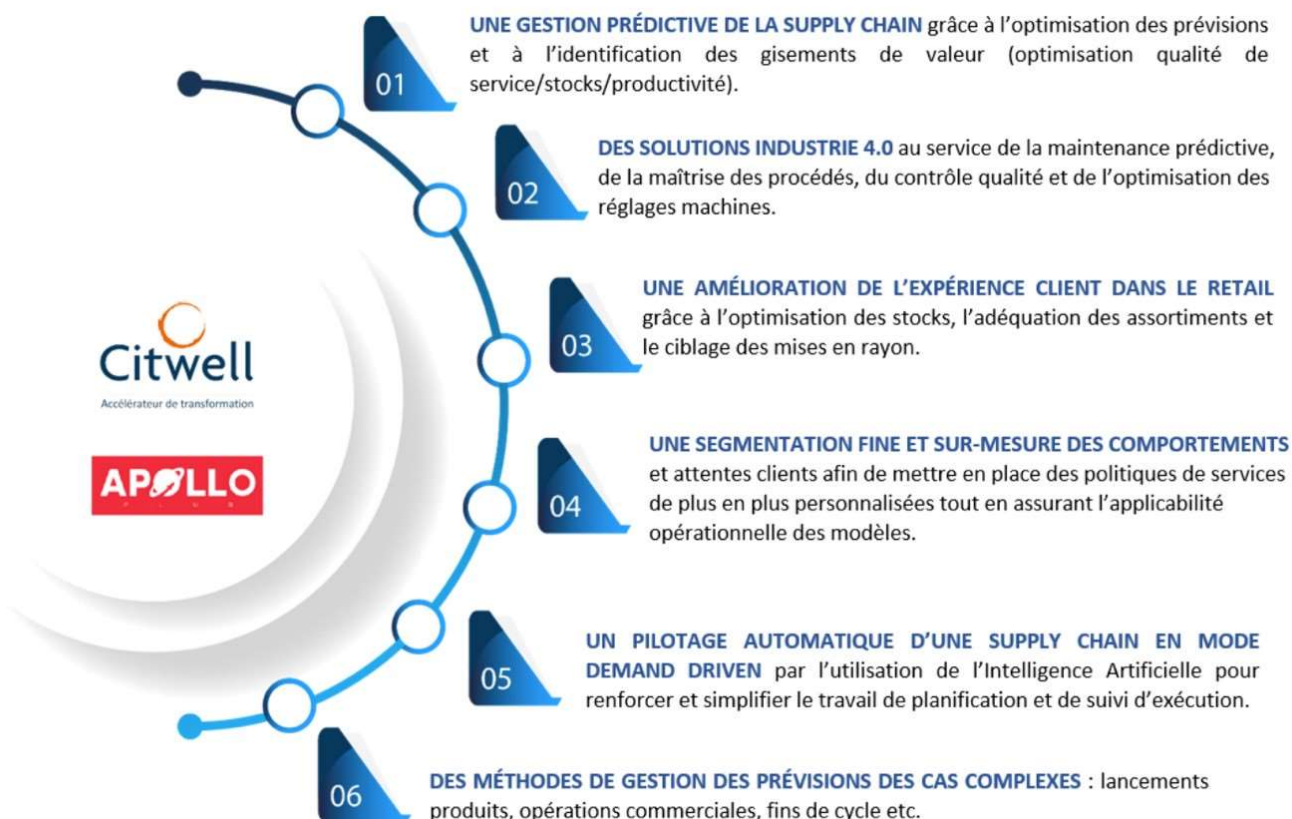 UNE GESTION PRÉDICTIVE DE LA SUPPLY CHAIN grâce à l’optimisation des prévisions
et à l’identification des gisements de valeur (optimisation qualité de
service/stocks/productivité).
01
DES SOLUTIONS INDUSTRIE 4.0 au service de la maintenance prédictive,
de la maîtrise des procédés, du contrôle qualité et de l’optimisation des
réglages machines.
02
UNE AMÉLIORATION DE L’EXPÉRIENCE CLIENT DANS LE RETAIL
grâce à l’optimisation des stocks, l’adéquation des assortiments et
le ciblage des mises en rayon.
03
Citwell
Accélérateur de transformation
APOLLO
PLUS
UNE SEGMENTATION FINE ET SUR-MESURE DES COMPORTEMENTS
et attentes clients afin de mettre en place des politiques de services
de plus en plus personnalisées tout en assurant l’applicabilité
opérationnelle des modèles.
04
UN PILOTAGE AUTOMATIQUE D’UNE SUPPLY CHAIN EN MODE
DEMAND DRIVEN par l’utilisation de l’Intelligence Artificielle pour
renforcer et simplifier le travail de planification et de suivi d’exécution.
05
DES MÉTHODES DE GESTION DES PRÉVISIONS DES CAS COMPLEXES : lancements
produits, opérations commerciales, fins de cycle etc.
06